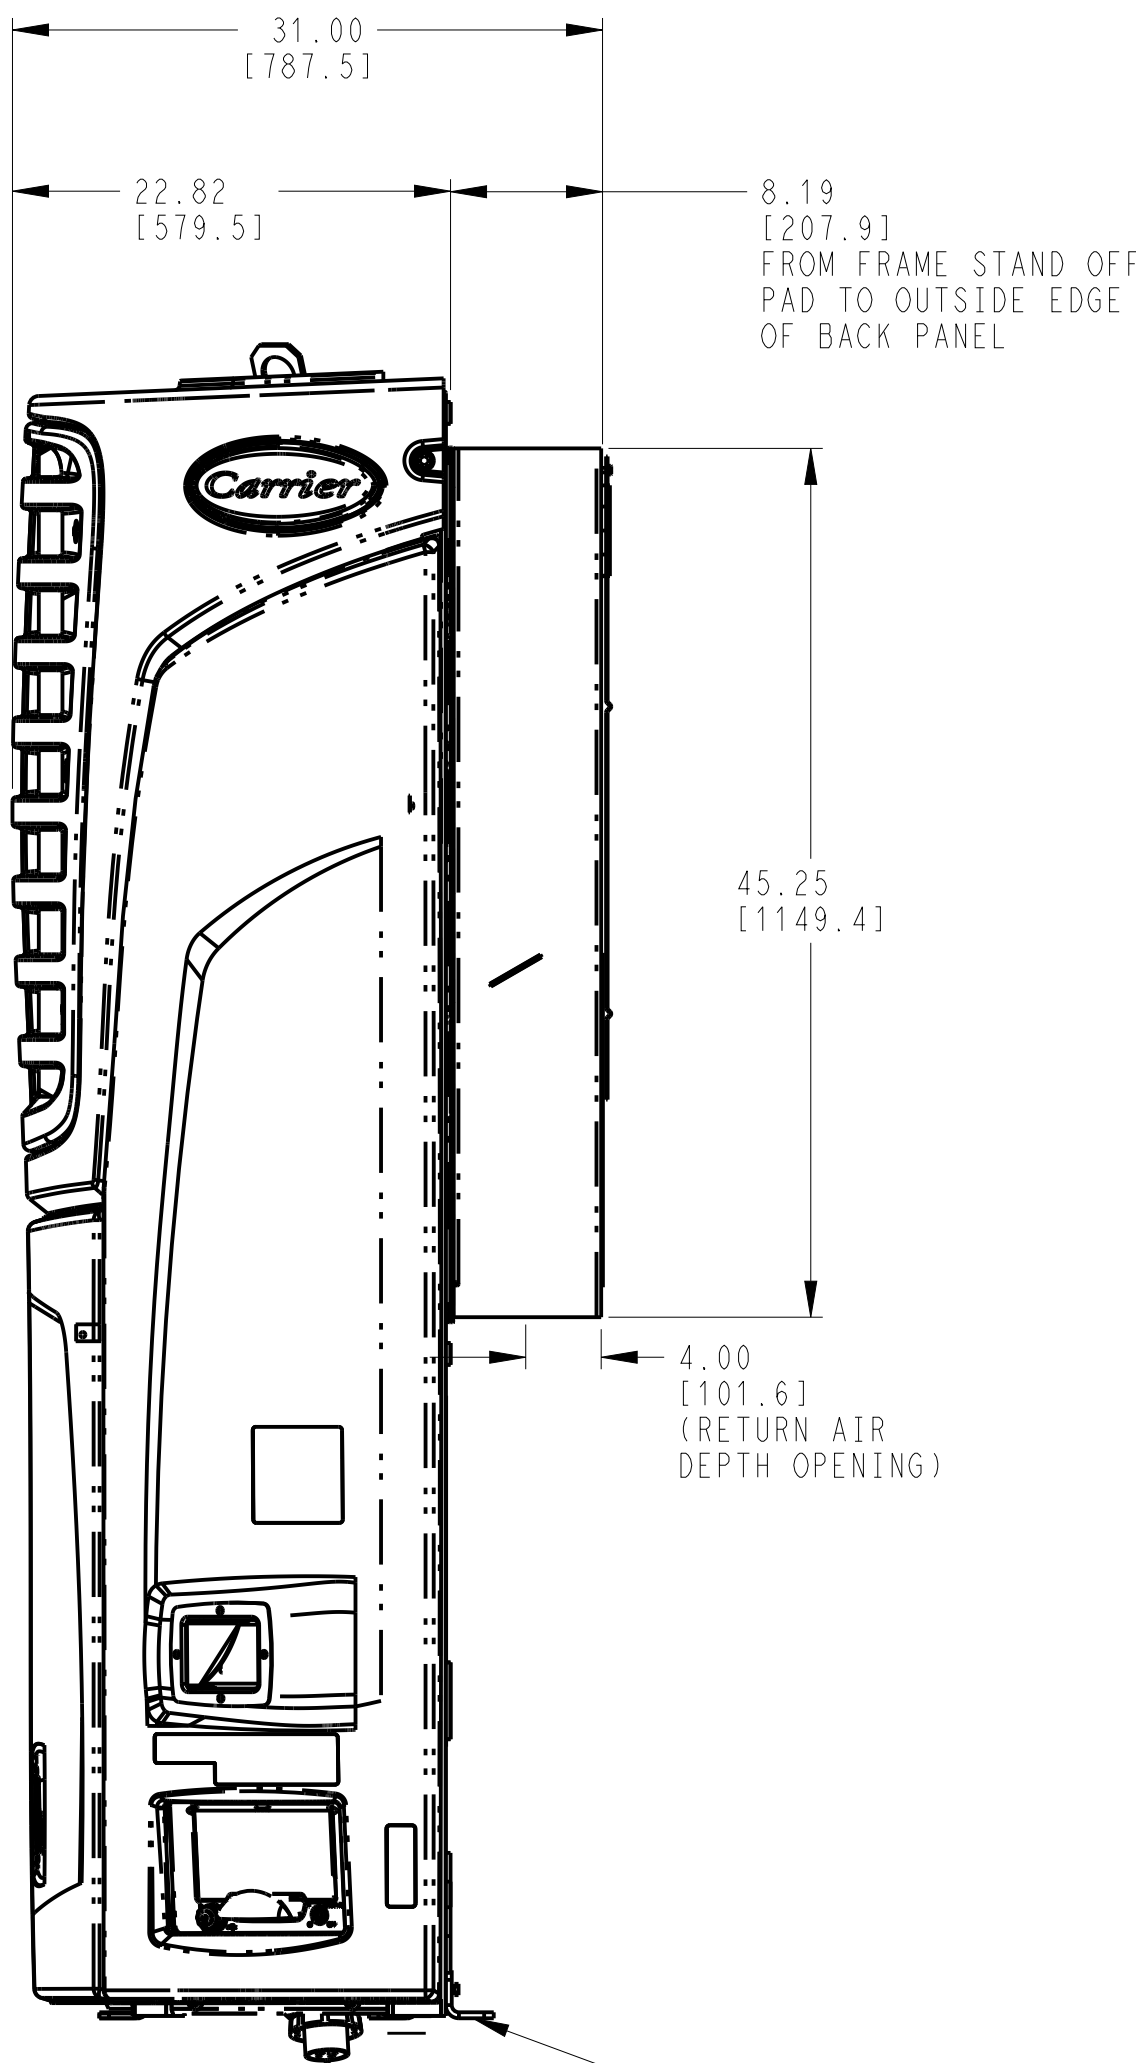 31.00
[787.5]
22.82
[579.5]
8.19
[207.9]
FROM FRAME STAND OFF
PAD TO OUTSIDE EDGE
OF BACK PANEL
Carrier
45.25
[1149.4]
4.00
[101.6]
(RETURN AIR
DEPTH OPENING)